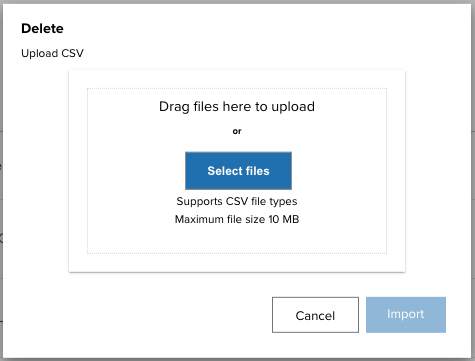 Delete
Upload CSV
Drag files here to upload
or
Select files
Supports CSV file types
Maximum file size 10 MB
Cancel
Import